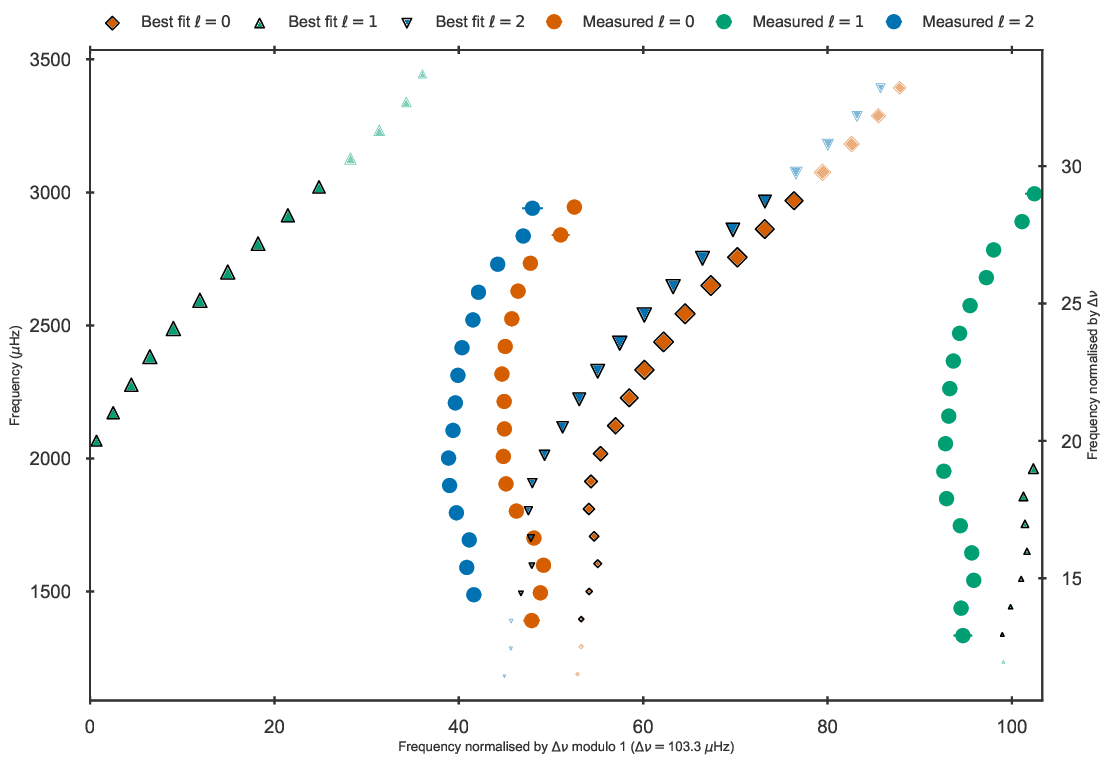 Best fit ℓ = 0 Best fit ℓ = 1 Best fit ℓ = 2 Measured ℓ = 0 Measured ℓ = 1 Measured ℓ = 2
3500
3000
2500
2000
1500
Frequency (μHz)
30
25
20
15
Frequency normalised by Δν
0 20 40 60 80 100
Frequency normalised by Δν modulo 1 (Δν = 103.3 μHz)